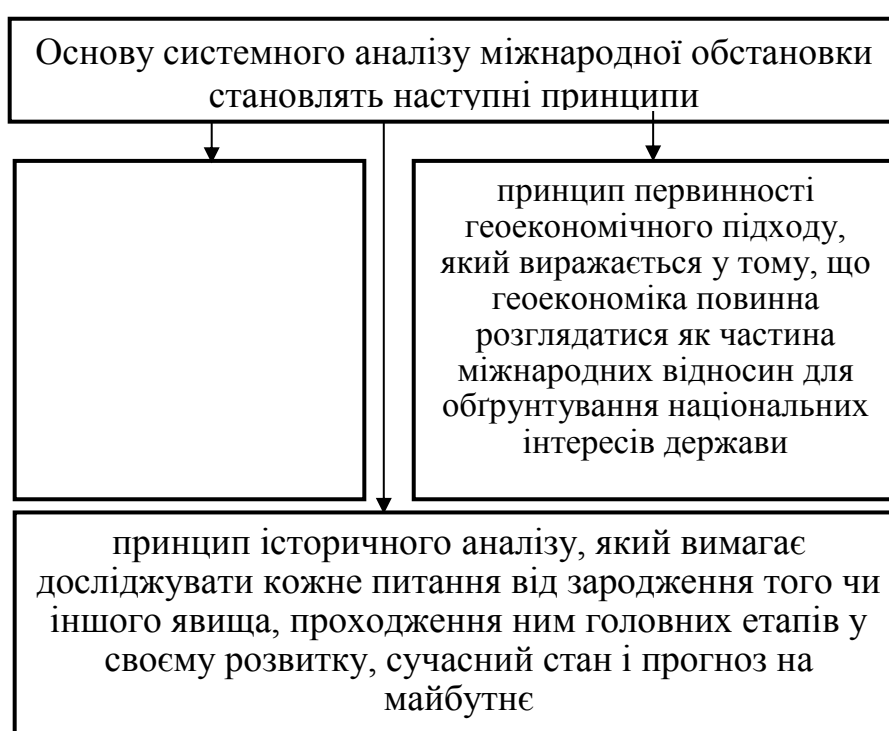 Основу системного аналізу міжнародної обстановки
становлять наступні принципи
принцип первинності
геоекономічного підходу,
який виражається у тому, що
геоекономіка повинна
розглядатися як частина
міжнародних відносин для
обґрунтування національних
інтересів держави
принцип історичного аналізу, який вимагає
досліджувати кожне питання від зародження того чи
іншого явища, проходження ним головних етапів у
своєму розвитку, сучасний стан і прогноз на
майбутнє